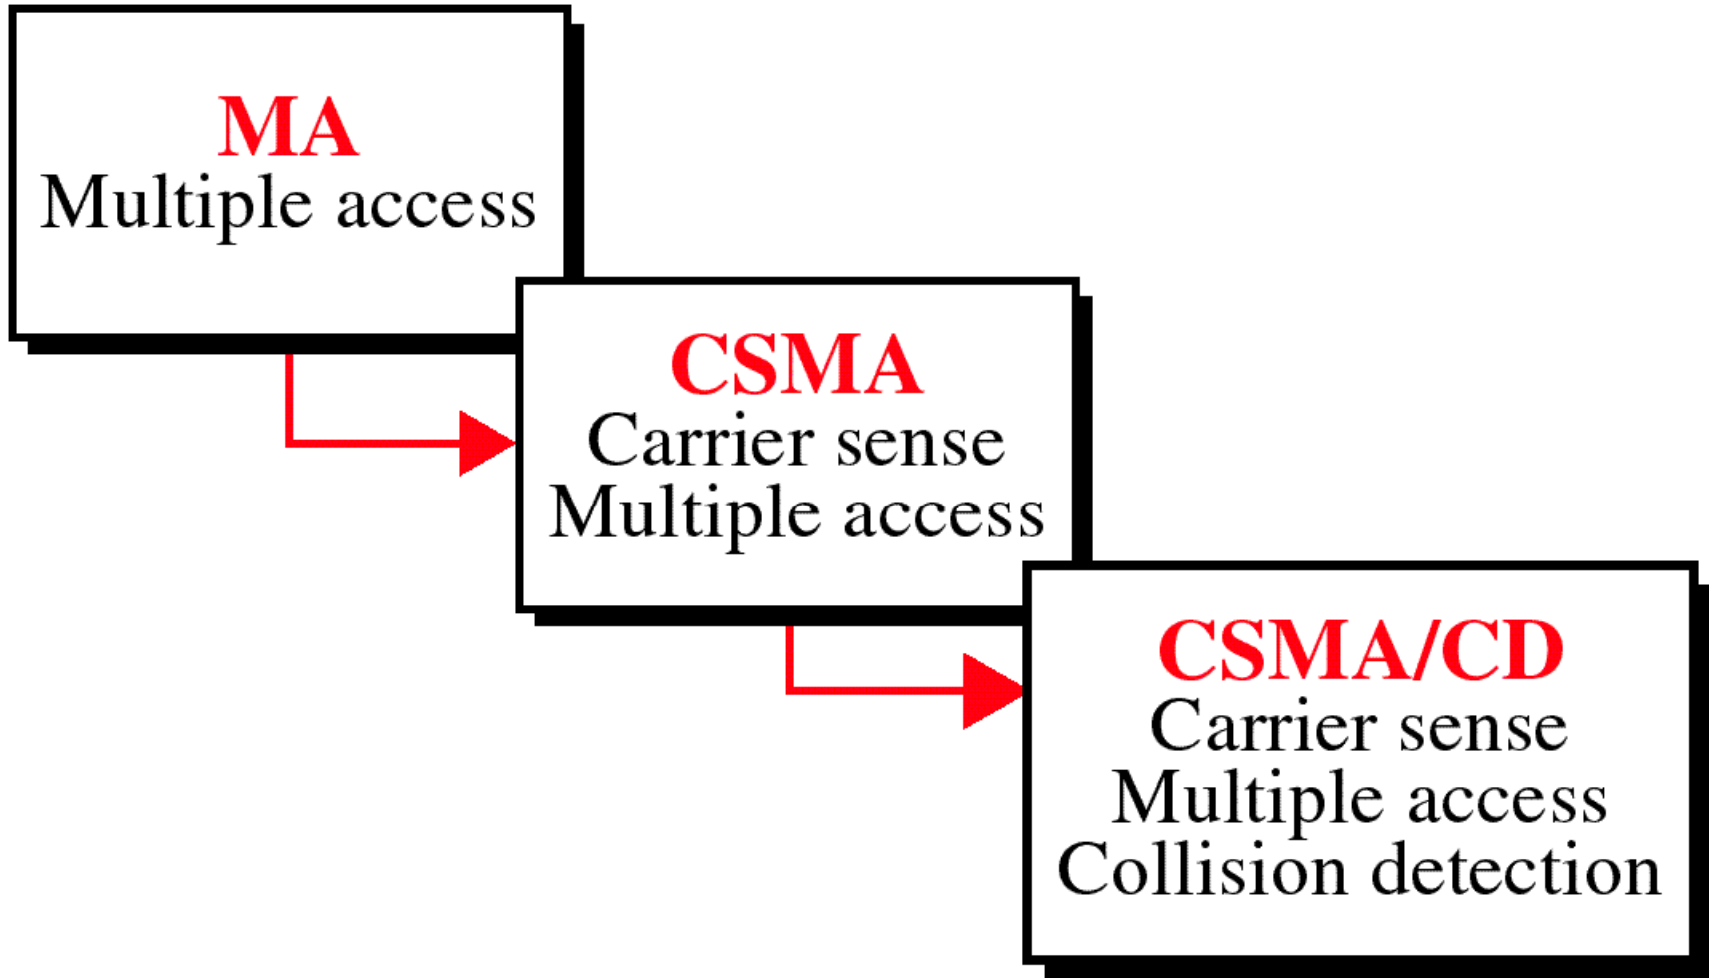 MA
Multiple access
CSMA
Carrier sense
Multiple access
CSMA/CD
Carrier sense
Multiple access
Collision detection